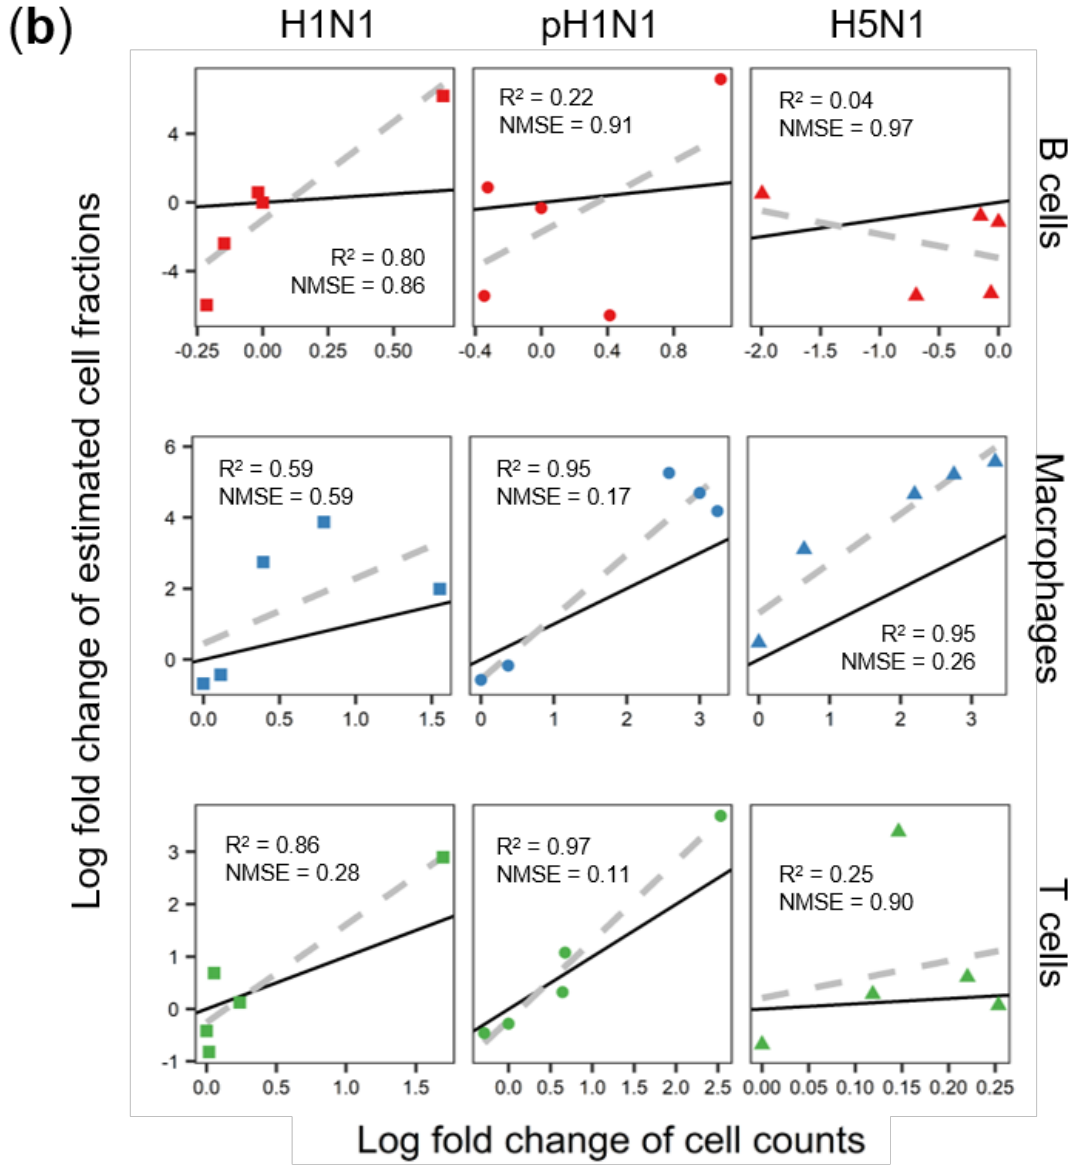 (b)
H1N1
pH1N1
H5N1
Log fold change of estimated cell fractions
4
0
-4
R² = 0.80
NMSE = 0.86
-0.25 0.00 0.25 0.50
R² = 0.22
NMSE = 0.91
-0.4 0.0 0.4 0.8
R² = 0.04
NMSE = 0.97
-2.0 -1.5 -1.0 -0.5 0.0
B cells
6
4
2
0
R² = 0.59
NMSE = 0.59
0.0 0.5 1.0 1.5
R² = 0.95
NMSE = 0.17
0 1 2 3
R² = 0.95
NMSE = 0.26
0 1 2 3
Macrophages
3
2
1
0
-1
R² = 0.86
NMSE = 0.28
0.0 0.5 1.0 1.5
R² = 0.97
NMSE = 0.11
0.0 0.5 1.0 1.5 2.0 2.5
R² = 0.25
NMSE = 0.90
0.00 0.05 0.10 0.15 0.20 0.25
T cells
Log fold change of cell counts